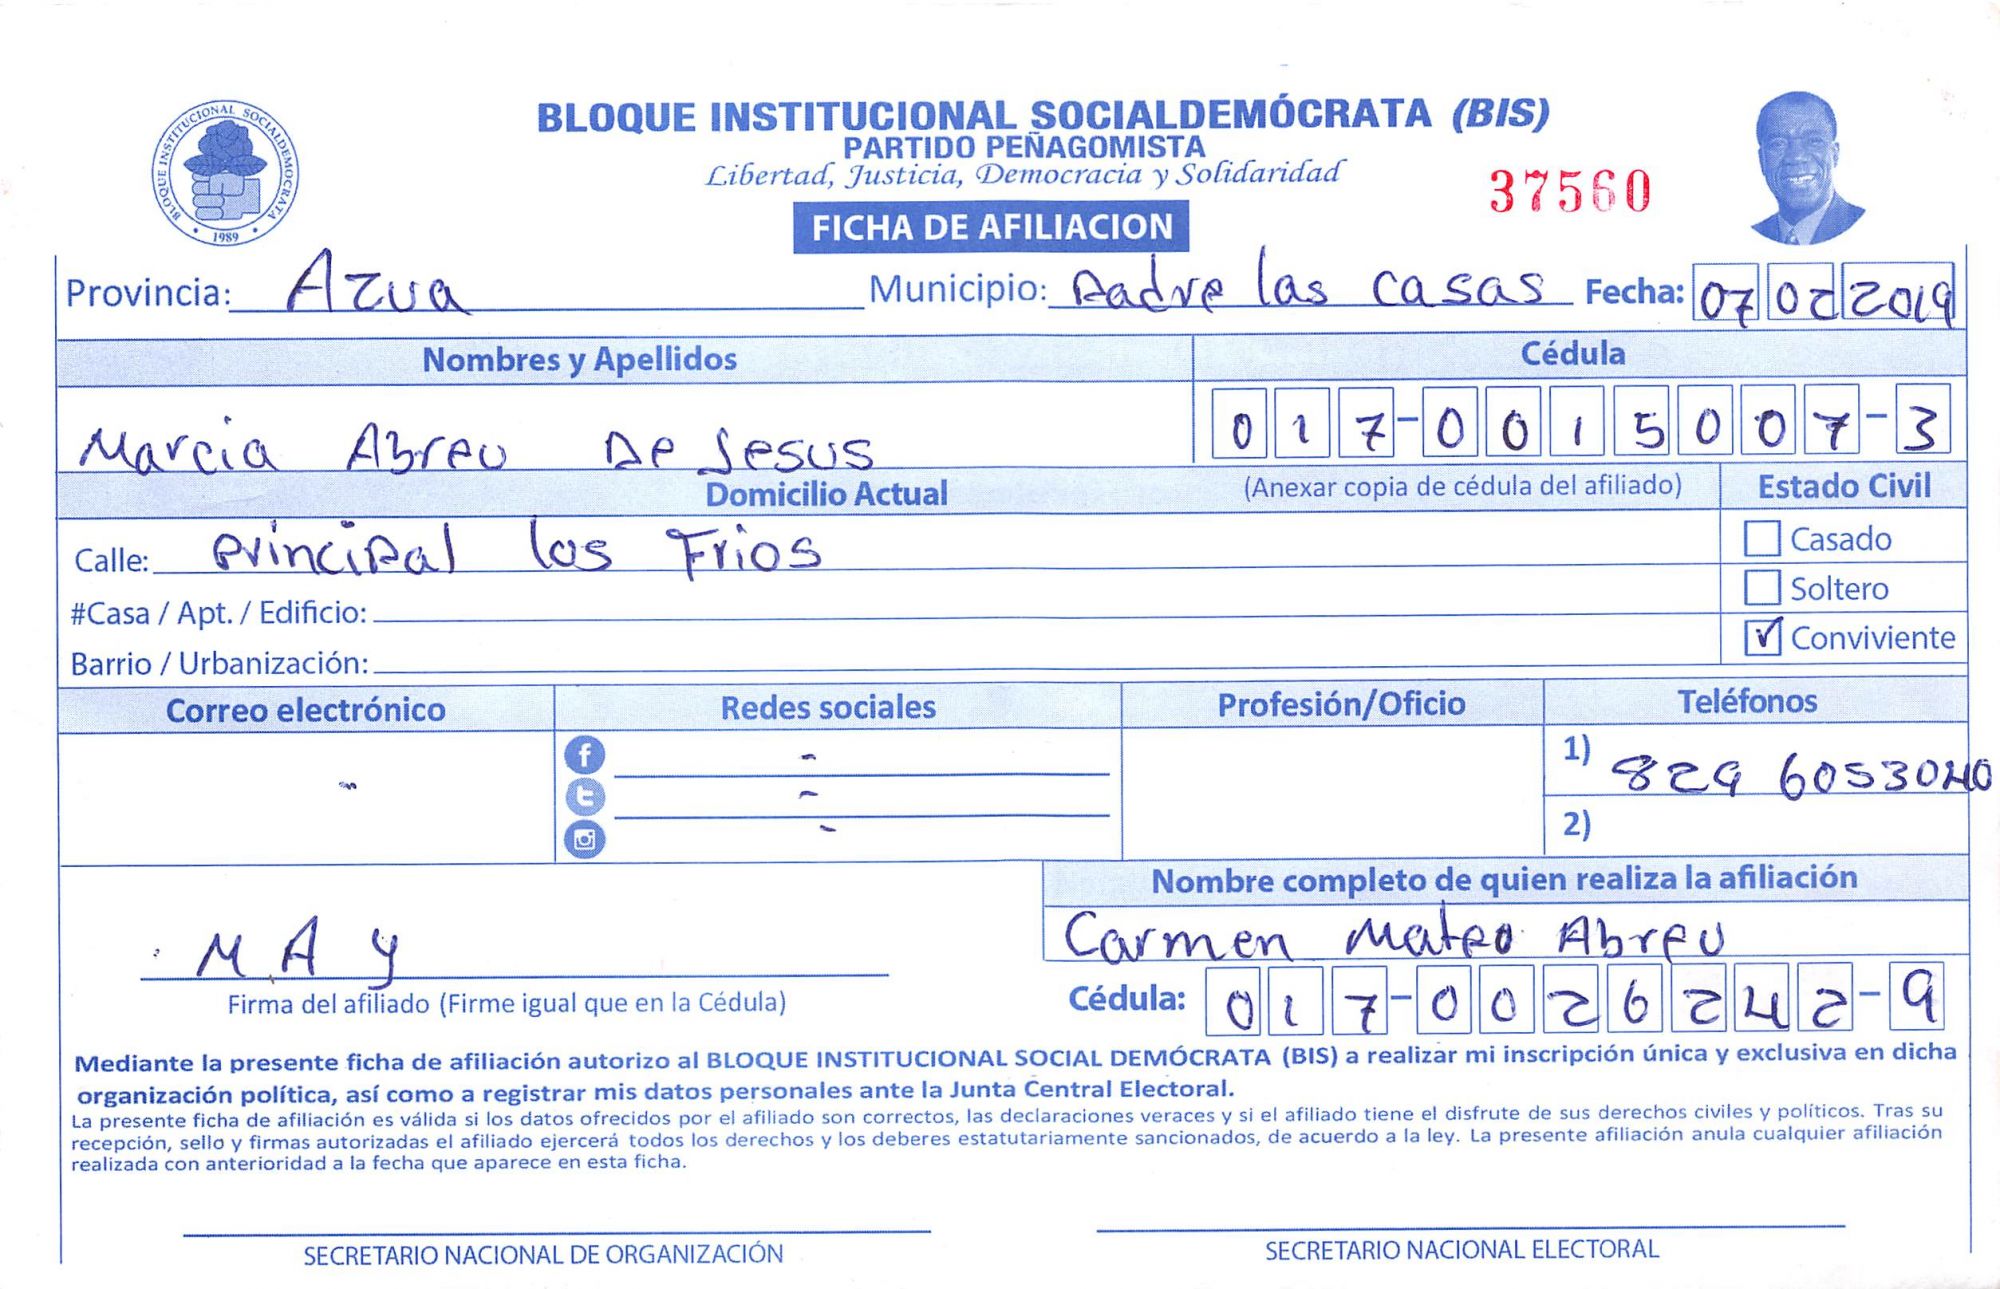 BLOQUE INSTITUCIONAL SOCIALDEMÓCRATA (BIS)
PARTIDO PEÑAGOMISTA
Libertad, Justicia, Democracia y Solidaridad
BLOQUE INSTITUCIONAL SOCIALDEMOCRATA
1989
37560
FICHA DE AFILIACION
Provincia: Azua Municipio: Padre las casas Fecha: 07 02 2019
Nombres y Apellidos Cédula
Marcia Abreu De Jesus 017-0015007-3
Domicilio Actual (Anexar copia de cédula del afiliado) Estado Civil
Calle: Principal los Frios Casado
#Casa / Apt. / Edificio: Soltero
Barrio / Urbanización: ✓ Conviviente
Correo electrónico Redes sociales Profesión/Oficio Teléfonos
- f - 1) 829 6053040
t -
- 2)
Nombre completo de quien realiza la afiliación
M A y Carmen Mateo Abreu
Firma del afiliado (Firme igual que en la Cédula) Cédula: 017-0026242-9
Mediante la presente ficha de afiliación autorizo al BLOQUE INSTITUCIONAL SOCIAL DEMÓCRATA (BIS) a realizar mi inscripción única y exclusiva en dicha
organización política, así como a registrar mis datos personales ante la Junta Central Electoral.
La presente ficha de afiliación es válida si los datos ofrecidos por el afiliado son correctos, las declaraciones veraces y si el afiliado tiene el disfrute de sus derechos civiles y políticos. Tras su
recepción, sello y firmas autorizadas el afiliado ejercerá todos los derechos y los deberes estatutariamente sancionados, de acuerdo a la ley. La presente afiliación anula cualquier afiliación
realizada con anterioridad a la fecha que aparece en esta ficha.
SECRETARIO NACIONAL DE ORGANIZACIÓN SECRETARIO NACIONAL ELECTORAL